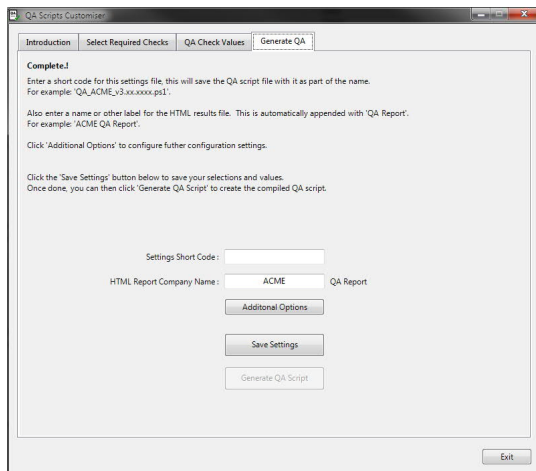 QA Scripts Customiser
Introduction
Select Required Checks
QA Check Values
Generate QA
Complete.!
Enter a short code for this settings file, this will save the QA script file with it as part of the name.
For example: 'QA_ACME_v3.xx.xxxx.ps1'.
Also enter a name or other label for the HTML results file. This is automatically appended with 'QA Report'.
For example: 'ACME QA Report'.
Click 'Additional Options' to configure futher configuration settings.
Click the 'Save Settings' button below to save your selections and values.
Once done, you can then click 'Generate QA Script' to create the compiled QA script.
Settings Short Code :
HTML Report Company Name : ACME QA Report
Additonal Options
Save Settings
Generate QA Script
Exit